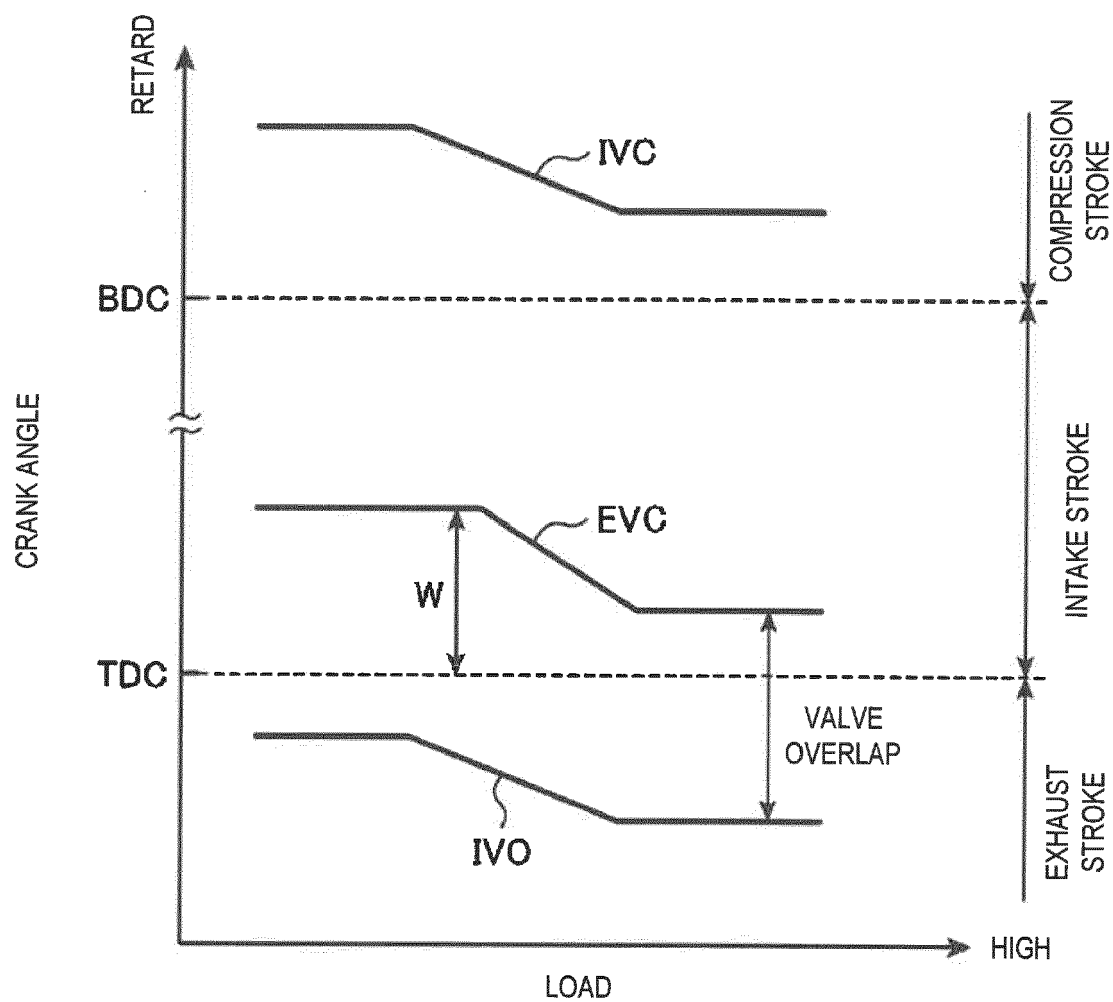 RETARD
IVC
COMPRESSION
STROKE
BDC
CRANK ANGLE
INTAKE STROKE
EVC
W
TDC
VALVE
OVERLAP
IVO
EXHAUST
STROKE
HIGH
LOAD